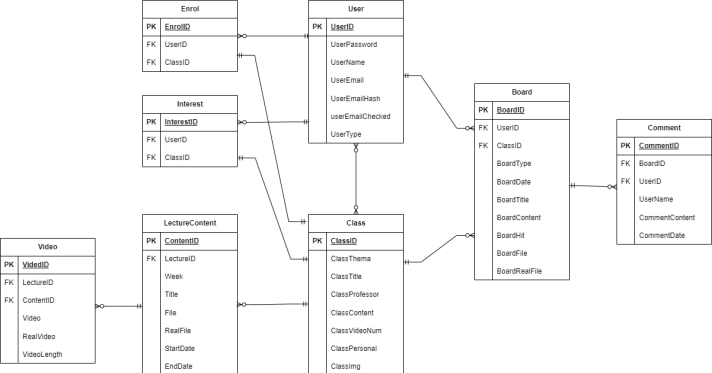 Enrol
PK EnrolID
FK UserID
FK ClassID
User
PK UserID
UserPassword
UserName
UserEmail
UserEmailHash
userEmailChecked
UserType
Interest
PK InterestID
FK UserID
FK ClassID
Board
PK BoardID
FK UserID
FK ClassID
BoardType
BoardDate
BoardTitle
BoardContent
BoardHit
BoardFile
BoardRealFile
Comment
PK CommentID
FK BoardID
FK UserID
UserName
CommentContent
CommentDate
LectureContent
PK ContentID
FK LectureID
Week
Title
File
RealFile
StartDate
EndDate
Class
PK ClassID
ClassThema
ClassTitle
ClassProfessor
ClassContent
ClassVideoNum
ClassPersonal
ClassImg
Video
PK VidedID
FK LectureID
FK ContentID
Video
RealVideo
VideoLength